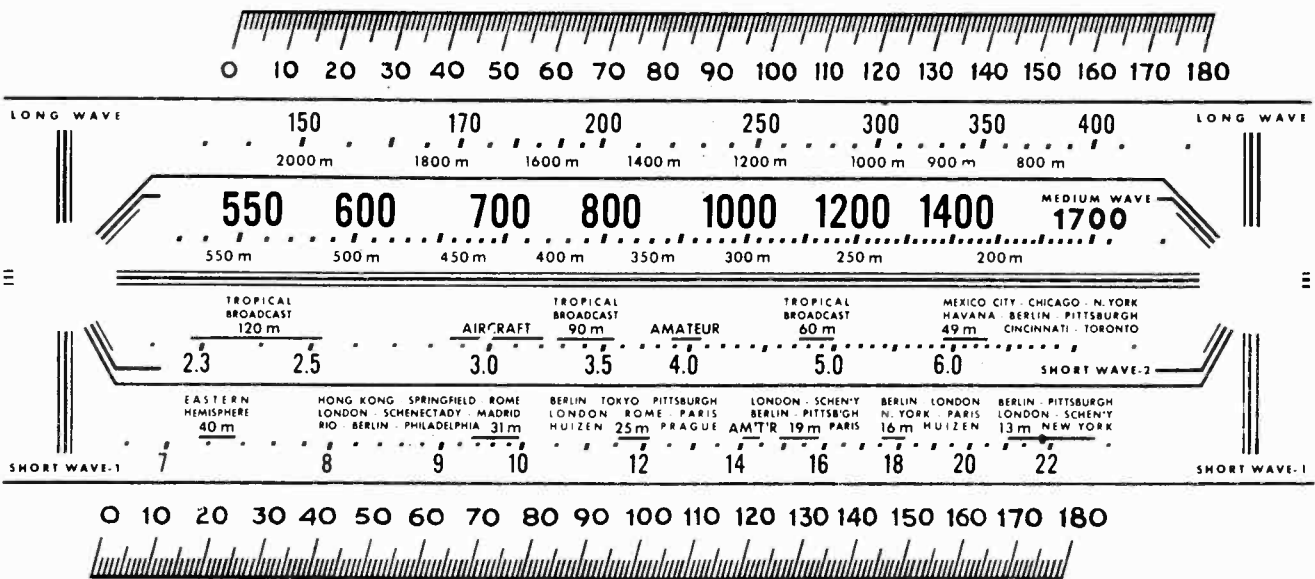 0 10 20 30 40 50 60 70 80 90 100 110 120 130 140 150 160 170 180
LONG WAVE 150 170 200 250 300 350 400 LONG WAVE
2000 m 1800 m 1600 m 1400 m 1200 m 1000 m 900 m 800 m
MEDIUM WAVE
550 600 700 800 1000 1200 1400 1700
550 m 500 m 450 m 400 m 350 m 300 m 250 m 200 m
TROPICAL TROPICAL TROPICAL MEXICO CITY - CHICAGO - N. YORK
BROADCAST BROADCAST BROADCAST HAVANA - BERLIN - PITTSBURGH
120 m AIRCRAFT 90 m AMATEUR 60 m 49 m CINCINNATI - TORONTO
2.3 2.5 3.0 3.5 4.0 5.0 6.0 SHORT WAVE-2
EASTERN HONG KONG SPRINGFIELD - ROME BERLIN TOKYO PITTSBURGH LONDON - SCHEN'Y BERLIN LONDON BERLIN - PITTSBURGH
HEMISPHERE LONDON - SCHENECTADY - MADRID LONDON ROME - PARIS BERLIN - PITTSB'GH N. YORK - PARIS LONDON - SCHEN'Y
40 m RIO - BERLIN - PHILADELPHIA 31 m HUIZEN 25 m PRAGUE AM'T'R 19 m PARIS 16 m HUIZEN 13 m NEW YORK
SHORT WAVE-1 7 8 9 10 12 14 16 18 20 22 SHORT WAVE-1
0 10 20 30 40 50 60 70 80 90 100 110 120 130 140 150 160 170 180